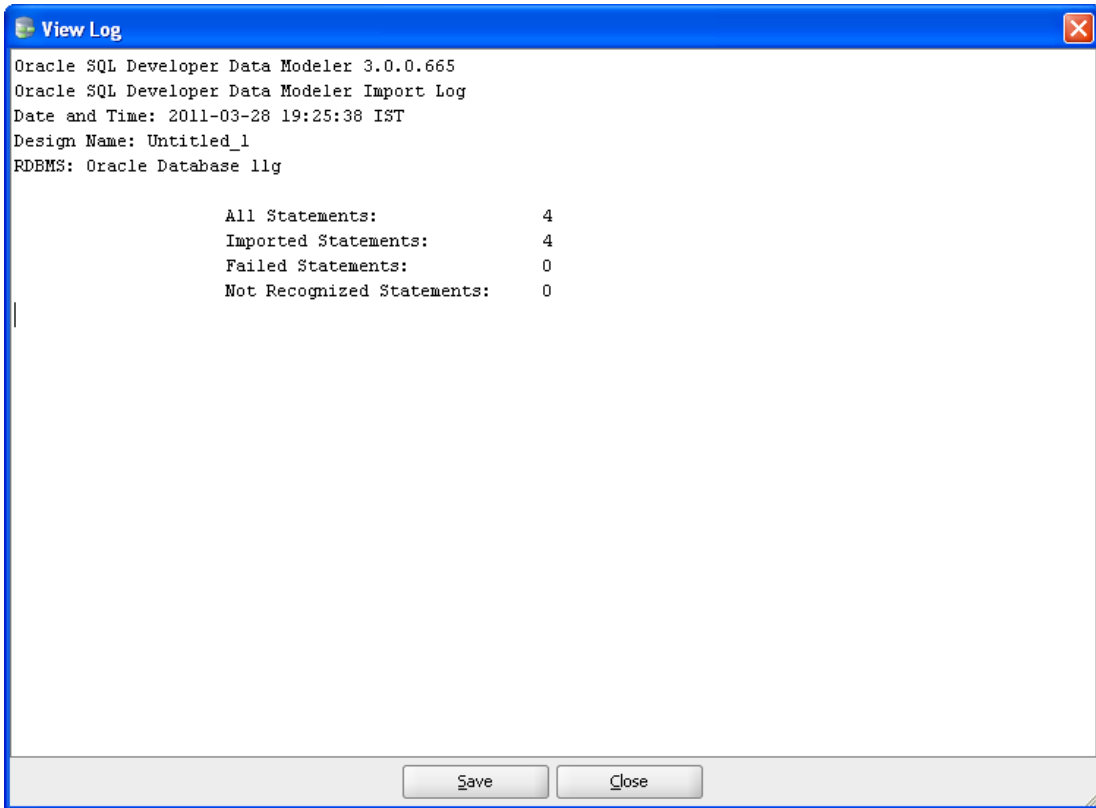 View Log
Oracle SQL Developer Data Modeler 3.0.0.665
Oracle SQL Developer Data Modeler Import Log
Date and Time: 2011-03-28 19:25:38 IST
Design Name: Untitled_1
RDBMS: Oracle Database 11g
All Statements: 4
Imported Statements: 4
Failed Statements: 0
Not Recognized Statements: 0
Save Close